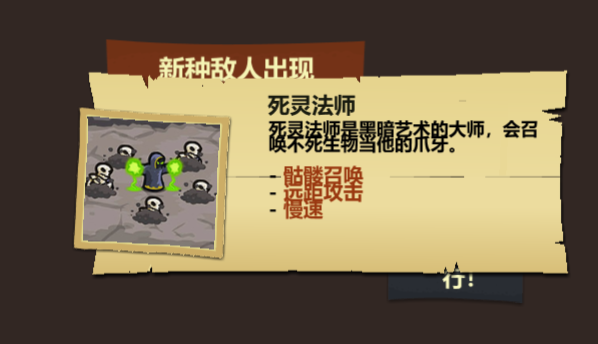 新种敌人出现
死灵法师
死灵法师是黑暗艺术的大师，会召
唤不死生物当他的爪牙。
- 骷髅召唤
- 远距攻击
- 慢速
行!